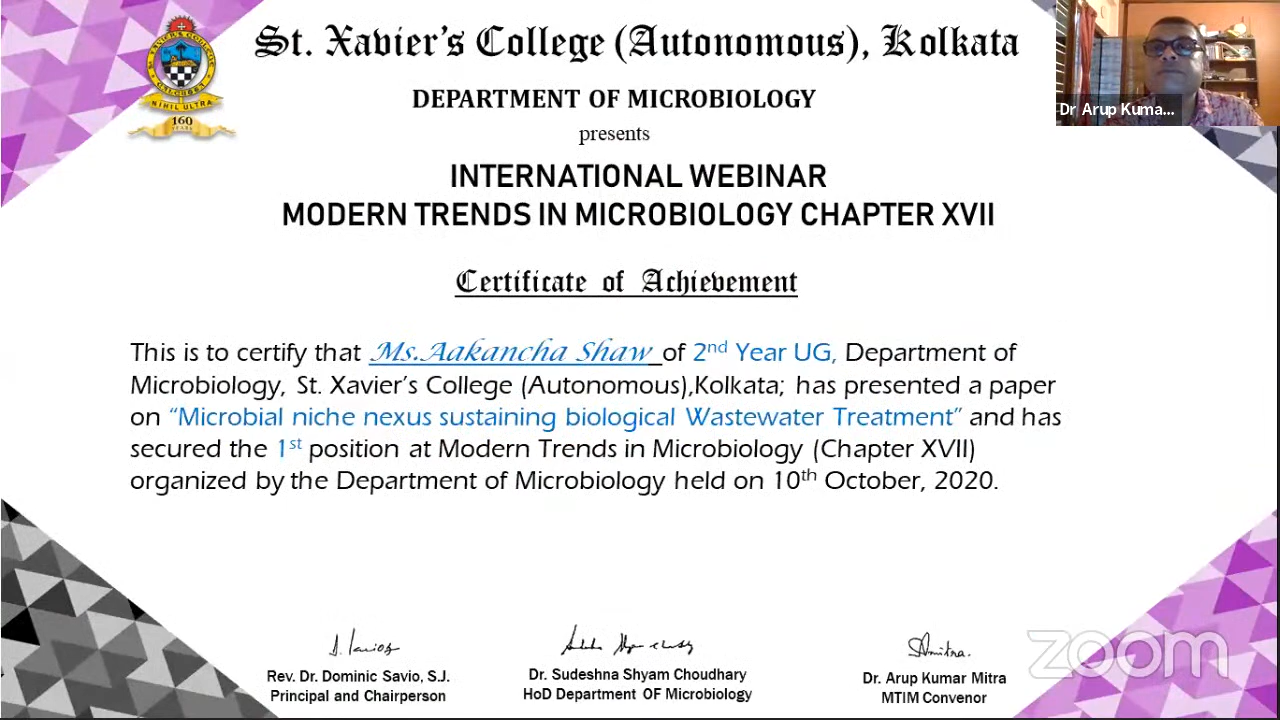 St. Xavier's College (Autonomous), Kolkata
DEPARTMENT OF MICROBIOLOGY
presents
INTERNATIONAL WEBINAR
MODERN TRENDS IN MICROBIOLOGY CHAPTER XVII
Certificate of Achievement
This is to certify that Ms.Aakancha Shaw of 2nd Year UG, Department of
Microbiology, St. Xavier's College (Autonomous),Kolkata; has presented a paper
on “Microbial niche nexus sustaining biological Wastewater Treatment” and has
secured the 1st position at Modern Trends in Microbiology (Chapter XVII)
organized by the Department of Microbiology held on 10th October, 2020.
Rev. Dr. Dominic Savio, S.J.
Principal and Chairperson
Dr. Sudeshna Shyam Choudhary
HoD Department OF Microbiology
Dr. Arup Kumar Mitra
MTIM Convenor
NIHIL ULTRA
160
YEARS
Dr Arup Kuma...
zoom